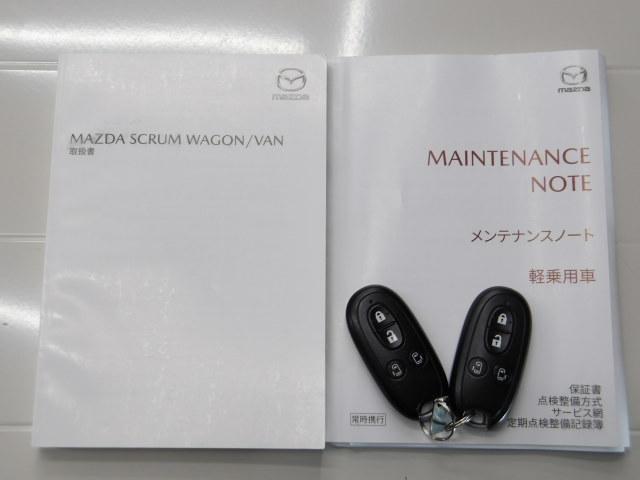 mazda
MAZDA SCRUM WAGON/VAN
取扱書
mazda
MAINTENANCE
NOTE
メンテナンスノート
軽乗用車
保証書
点検整備方式
サービス網
定期点検整備記録簿
常時携行